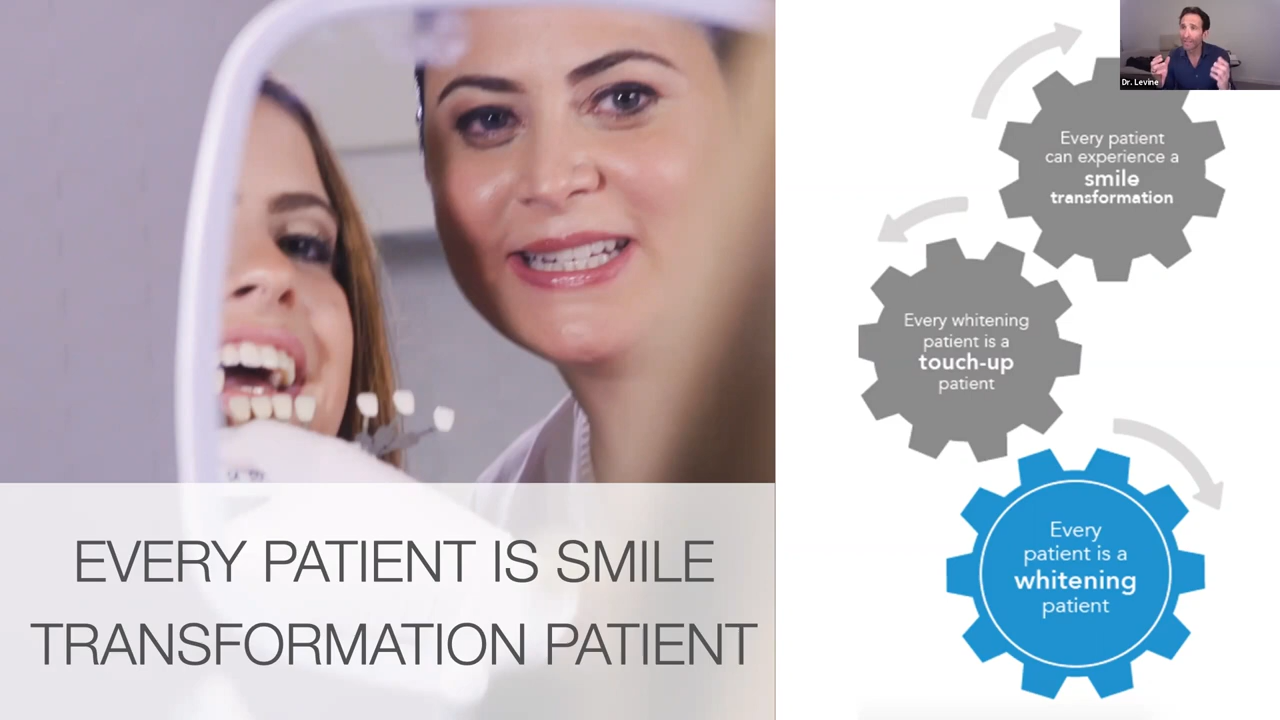 EVERY PATIENT IS SMILE
TRANSFORMATION PATIENT
Dr. Levine
Every patient
can experience a
smile
transformation
Every whitening
patient is a
touch-up
patient
Every
patient is a
whitening
patient